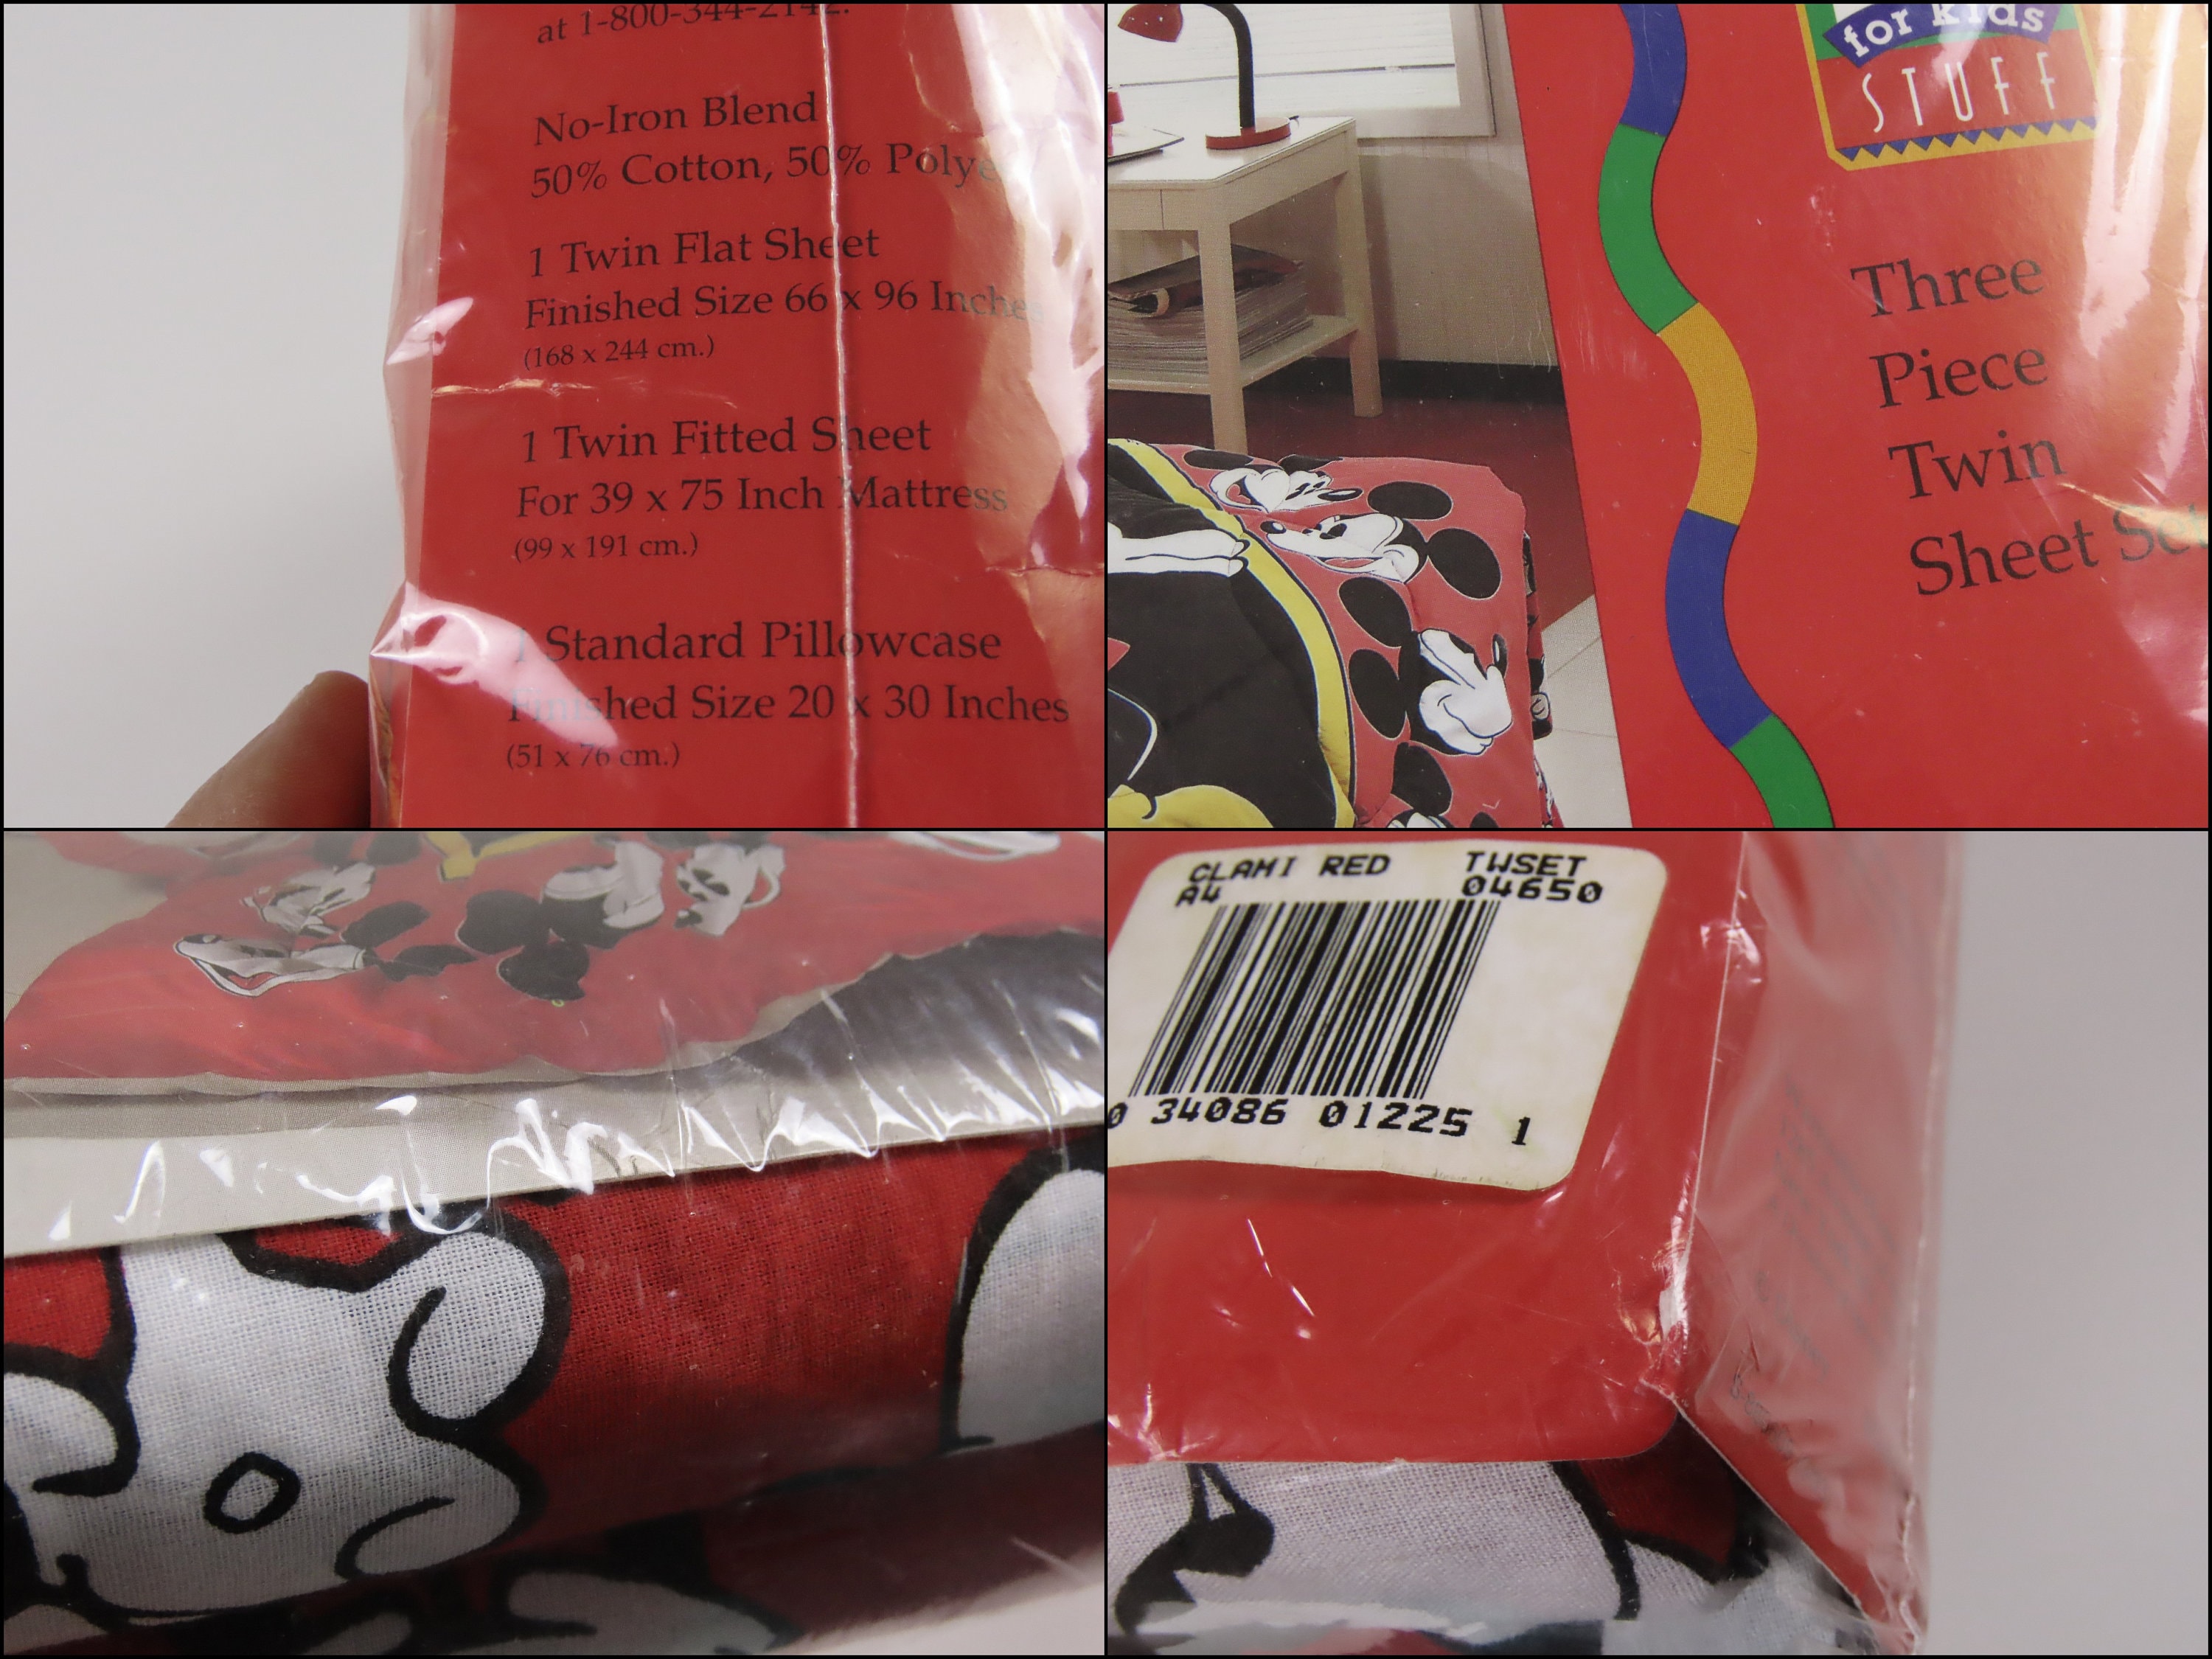 at 1-800-344-2142.
No-Iron Blend
50% Cotton, 50% Polye
1 Twin Flat Sheet
Finished Size 66 x 96 Inches
(168 x 244 cm.)
1 Twin Fitted Sheet
For 39 x 75 Inch Mattress
(99 x 191 cm.)
1 Standard Pillowcase
Finished Size 20 x 30 Inches
(51 x 76 cm.)
for kids
STUFF
Three
Piece
Twin
Sheet Set
CLAMI RED TWSET
A4 04650
0 34086 01225 1